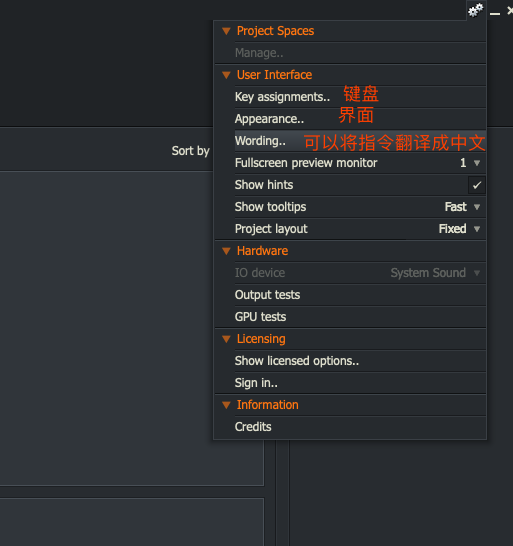 Project Spaces
Manage..
User Interface
Key assignments.. 键盘
Appearance.. 界面
Wording.. 可以将指令翻译成中文
Sort by
Fullscreen preview monitor 1
Show hints
Show tooltips Fast
Project layout Fixed
Hardware
IO device System Sound
Output tests
GPU tests
Licensing
Show licensed options..
Sign in..
Information
Credits